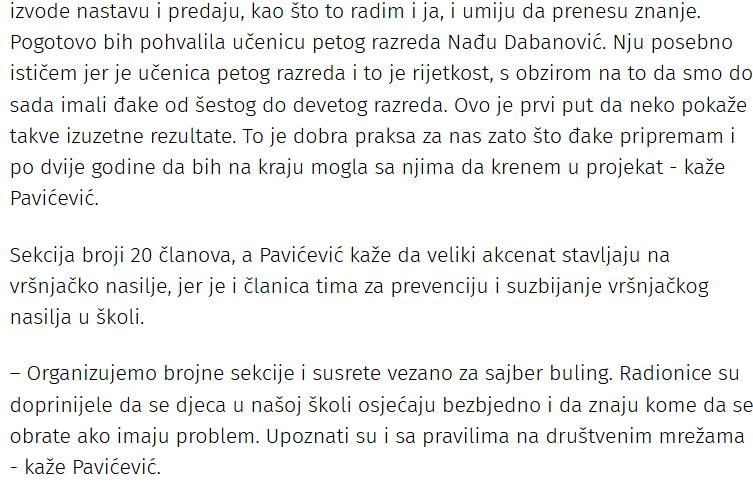 izvode nastavu i predaju, kao što to radim i ja, i umiju da prenesu znanje.
Pogotovo bih pohvalila učenicu petog razreda Nađu Dabanović. Nju posebno
ističem jer je učenica petog razreda i to je rijetkost, s obzirom na to da smo do
sada imali đake od šestog do devetog razreda. Ovo je prvi put da neko pokaže
takve izuzetne rezultate. To je dobra praksa za nas zato što đake pripremam i
po dvije godine da bih na kraju mogla sa njima da krenem u projekat - kaže
Pavićević.
Sekcija broji 20 članova, a Pavićević kaže da veliki akcenat stavljaju na
vršnjačko nasilje, jer je i članica tima za prevenciju i suzbijanje vršnjačkog
nasilja u školi.
– Organizujemo brojne sekcije i susrete vezano za sajber buling. Radionice su
doprinijele da se djeca u našoj školi osjećaju bezbjedno i da znaju kome da se
obrate ako imaju problem. Upoznati su i sa pravilima na društvenim mrežama
- kaže Pavićević.